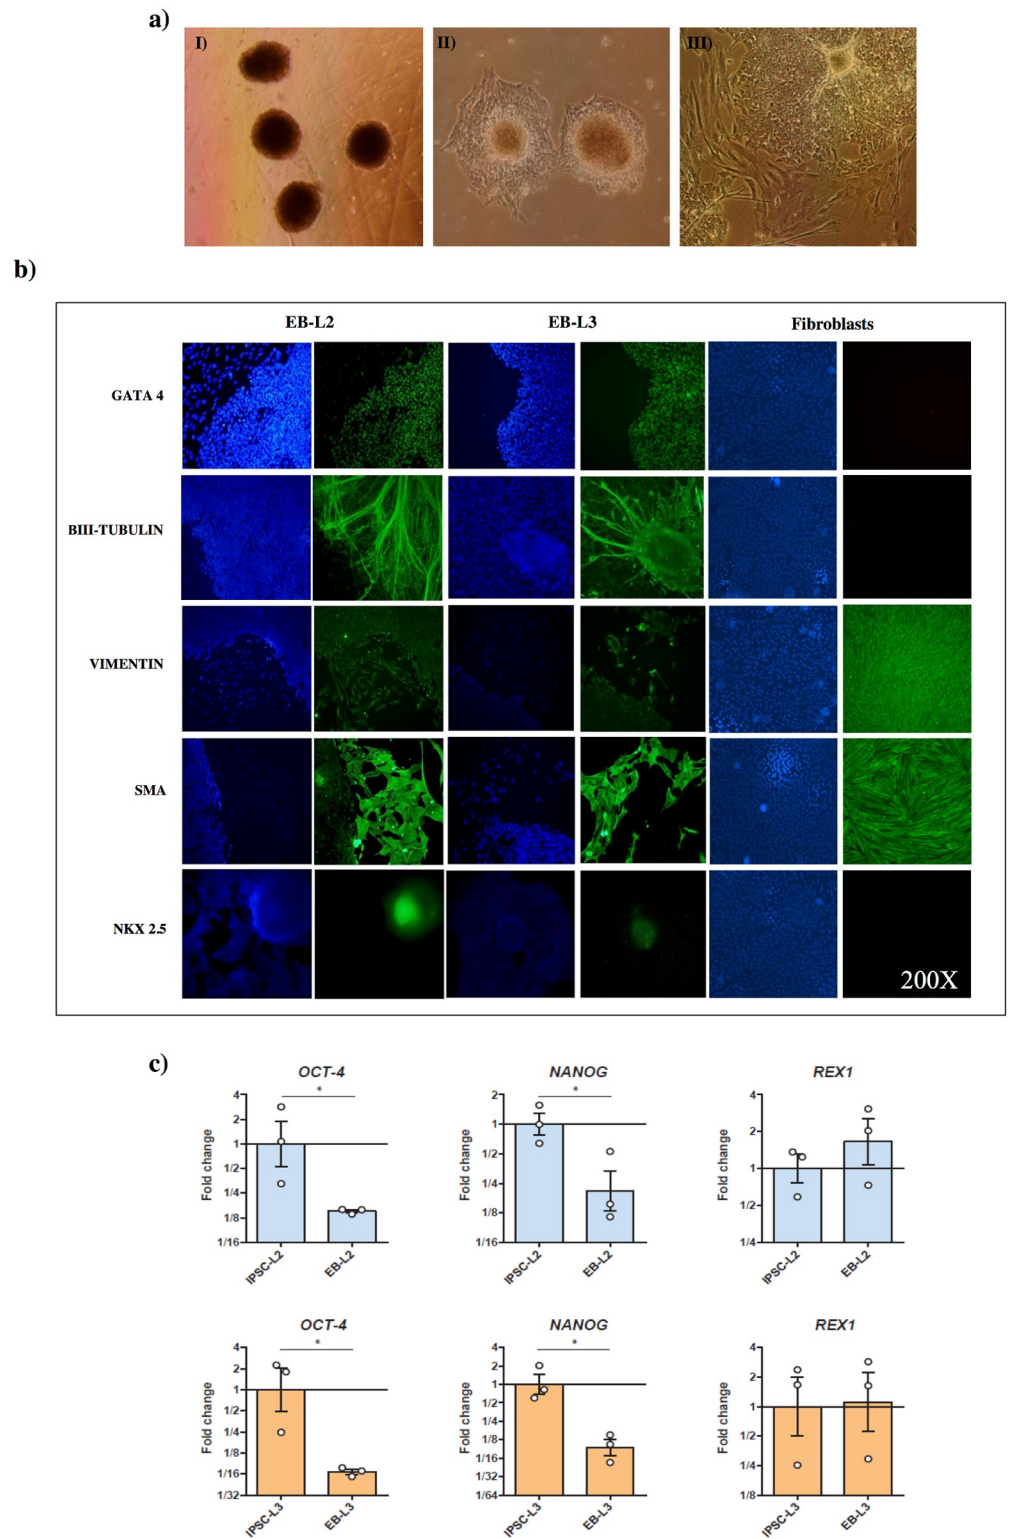 a)
I) II) III)
b)
EB-L2 EB-L3 Fibroblasts
GATA 4
BIII-TUBULIN
VIMENTIN
SMA
NKX 2.5
200X
c)
OCT-4
*
Fold change
4
2
1
1/2
1/4
1/8
1/16
IPSC-L2 EB-L2
NANOG
*
Fold change
2
1
1/2
1/4
1/8
1/16
IPSC-L2 EB-L2
REX1
Fold change
4
2
1
1/2
1/4
IPSC-L2 EB-L2
OCT-4
*
Fold change
4
2
1
1/2
1/4
1/8
1/16
1/32
IPSC-L3 EB-L3
NANOG
*
Fold change
4
2
1
1/2
1/4
1/8
1/16
1/32
1/64
IPSC-L3 EB-L3
REX1
Fold change
4
2
1
1/2
1/4
1/8
IPSC-L3 EB-L3